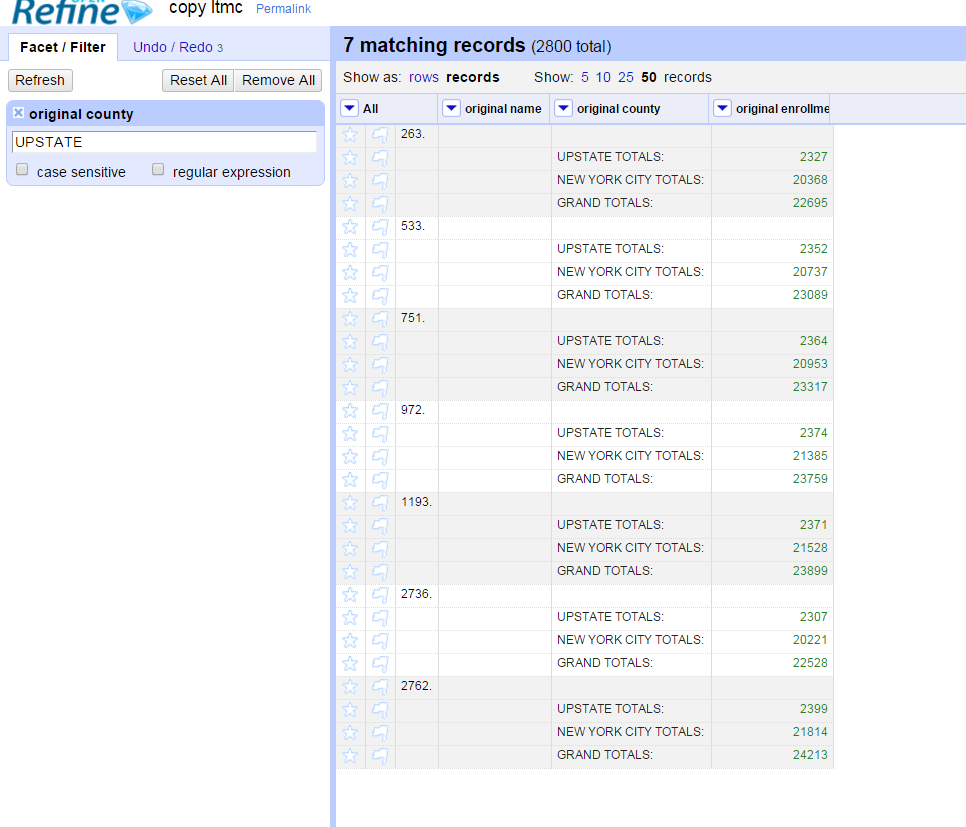 OPEN
Refine copy ltmc Permalink
Facet / Filter Undo / Redo 3
Refresh Reset All Remove All
original county
UPSTATE
case sensitive regular expression
7 matching records (2800 total)
Show as: rows records Show: 5 10 25 50 records
All original name original county original enrollme
263.
UPSTATE TOTALS: 2327
NEW YORK CITY TOTALS: 20368
GRAND TOTALS: 22695
533.
UPSTATE TOTALS: 2352
NEW YORK CITY TOTALS: 20737
GRAND TOTALS: 23089
751.
UPSTATE TOTALS: 2364
NEW YORK CITY TOTALS: 20953
GRAND TOTALS: 23317
972.
UPSTATE TOTALS: 2374
NEW YORK CITY TOTALS: 21385
GRAND TOTALS: 23759
1193.
UPSTATE TOTALS: 2371
NEW YORK CITY TOTALS: 21528
GRAND TOTALS: 23899
2736.
UPSTATE TOTALS: 2307
NEW YORK CITY TOTALS: 20221
GRAND TOTALS: 22528
2762.
UPSTATE TOTALS: 2399
NEW YORK CITY TOTALS: 21814
GRAND TOTALS: 24213